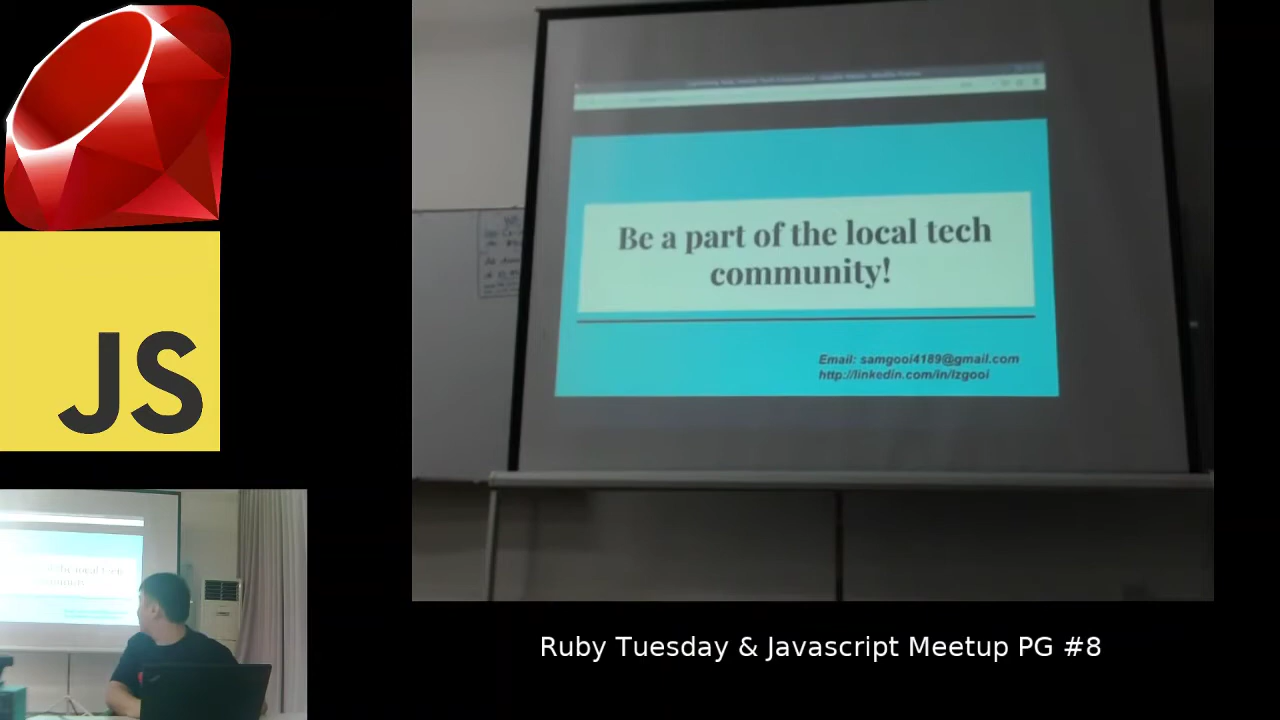 JS
Be a part of the local tech
community!
Email: samgooi4189@gmail.com
http://linkedin.com/in/lzgooi
Ruby Tuesday & Javascript Meetup PG #8